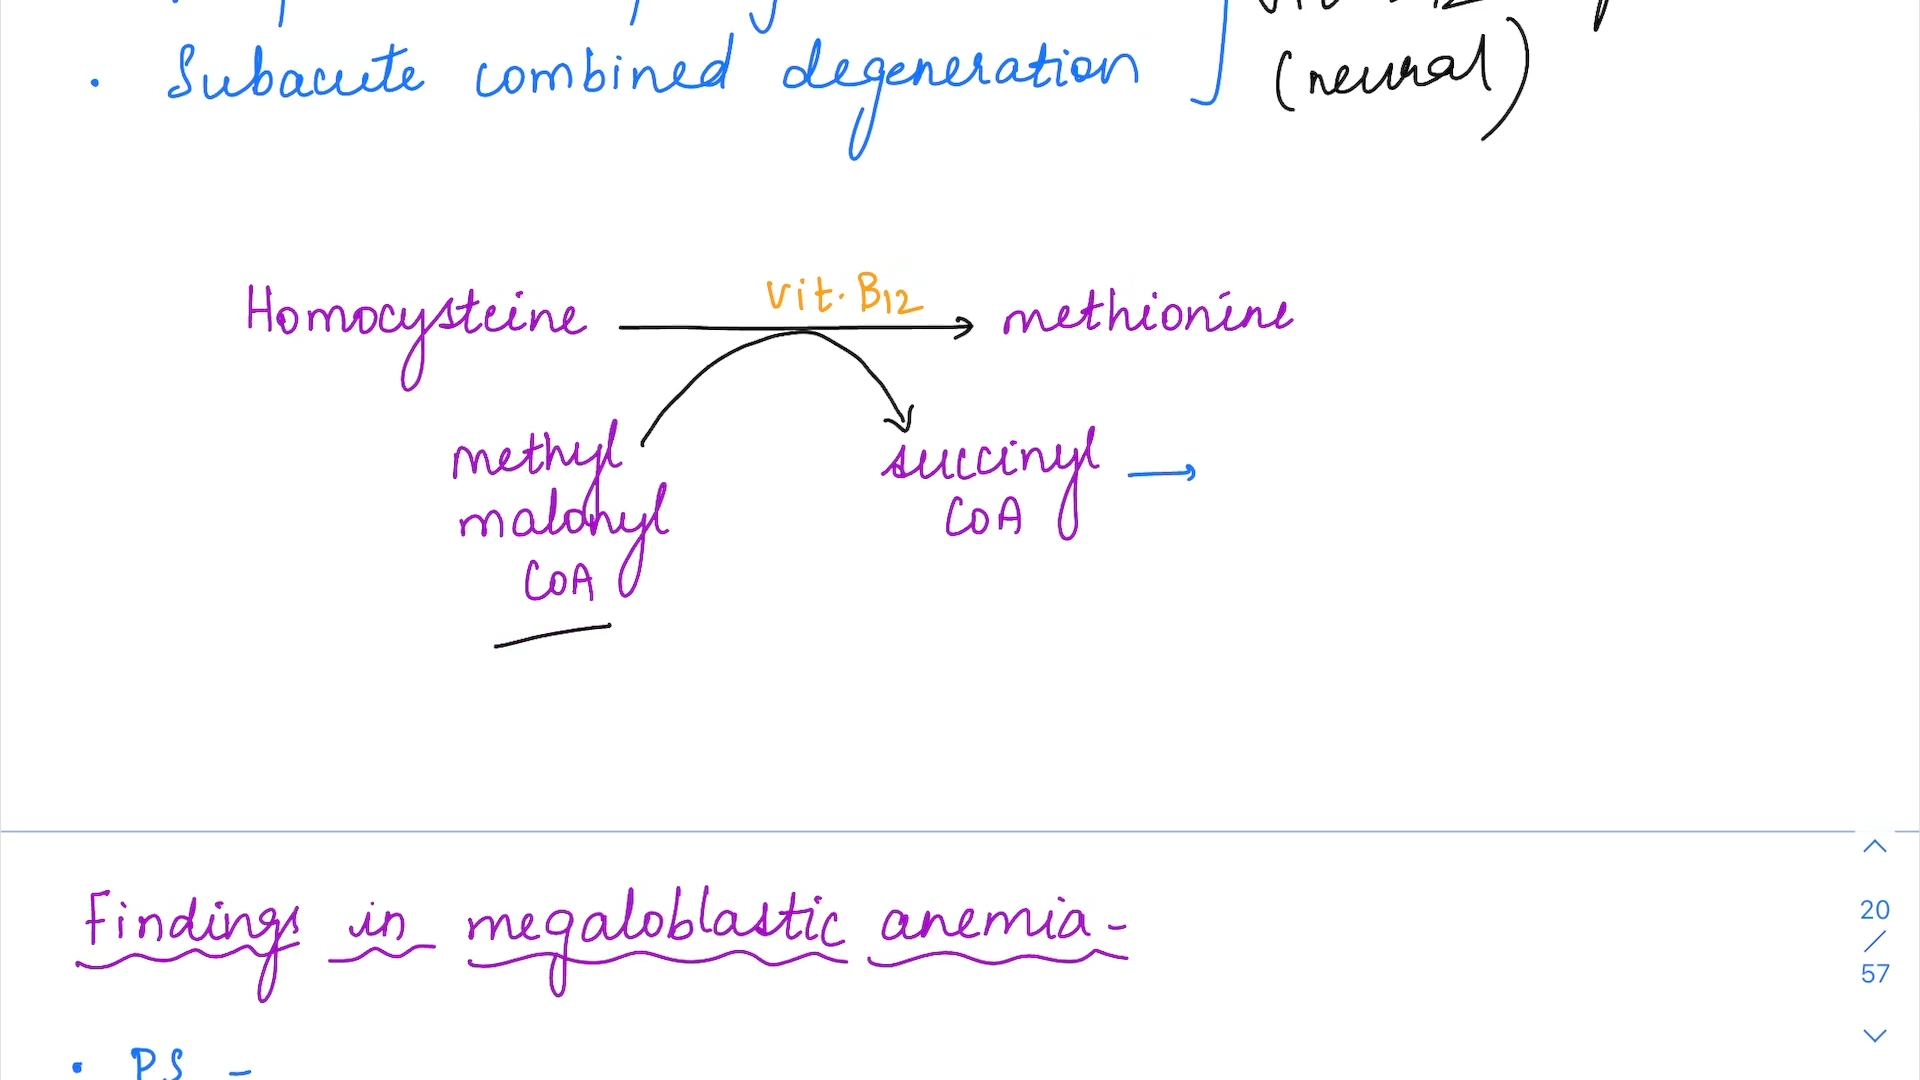 • Subacute combined degeneration (neural)
vit. B12
Homocysteine → methionine
methyl succinyl →
malonyl CoA
CoA
Findings in megaloblastic anemia -
20
/
57
• PS -